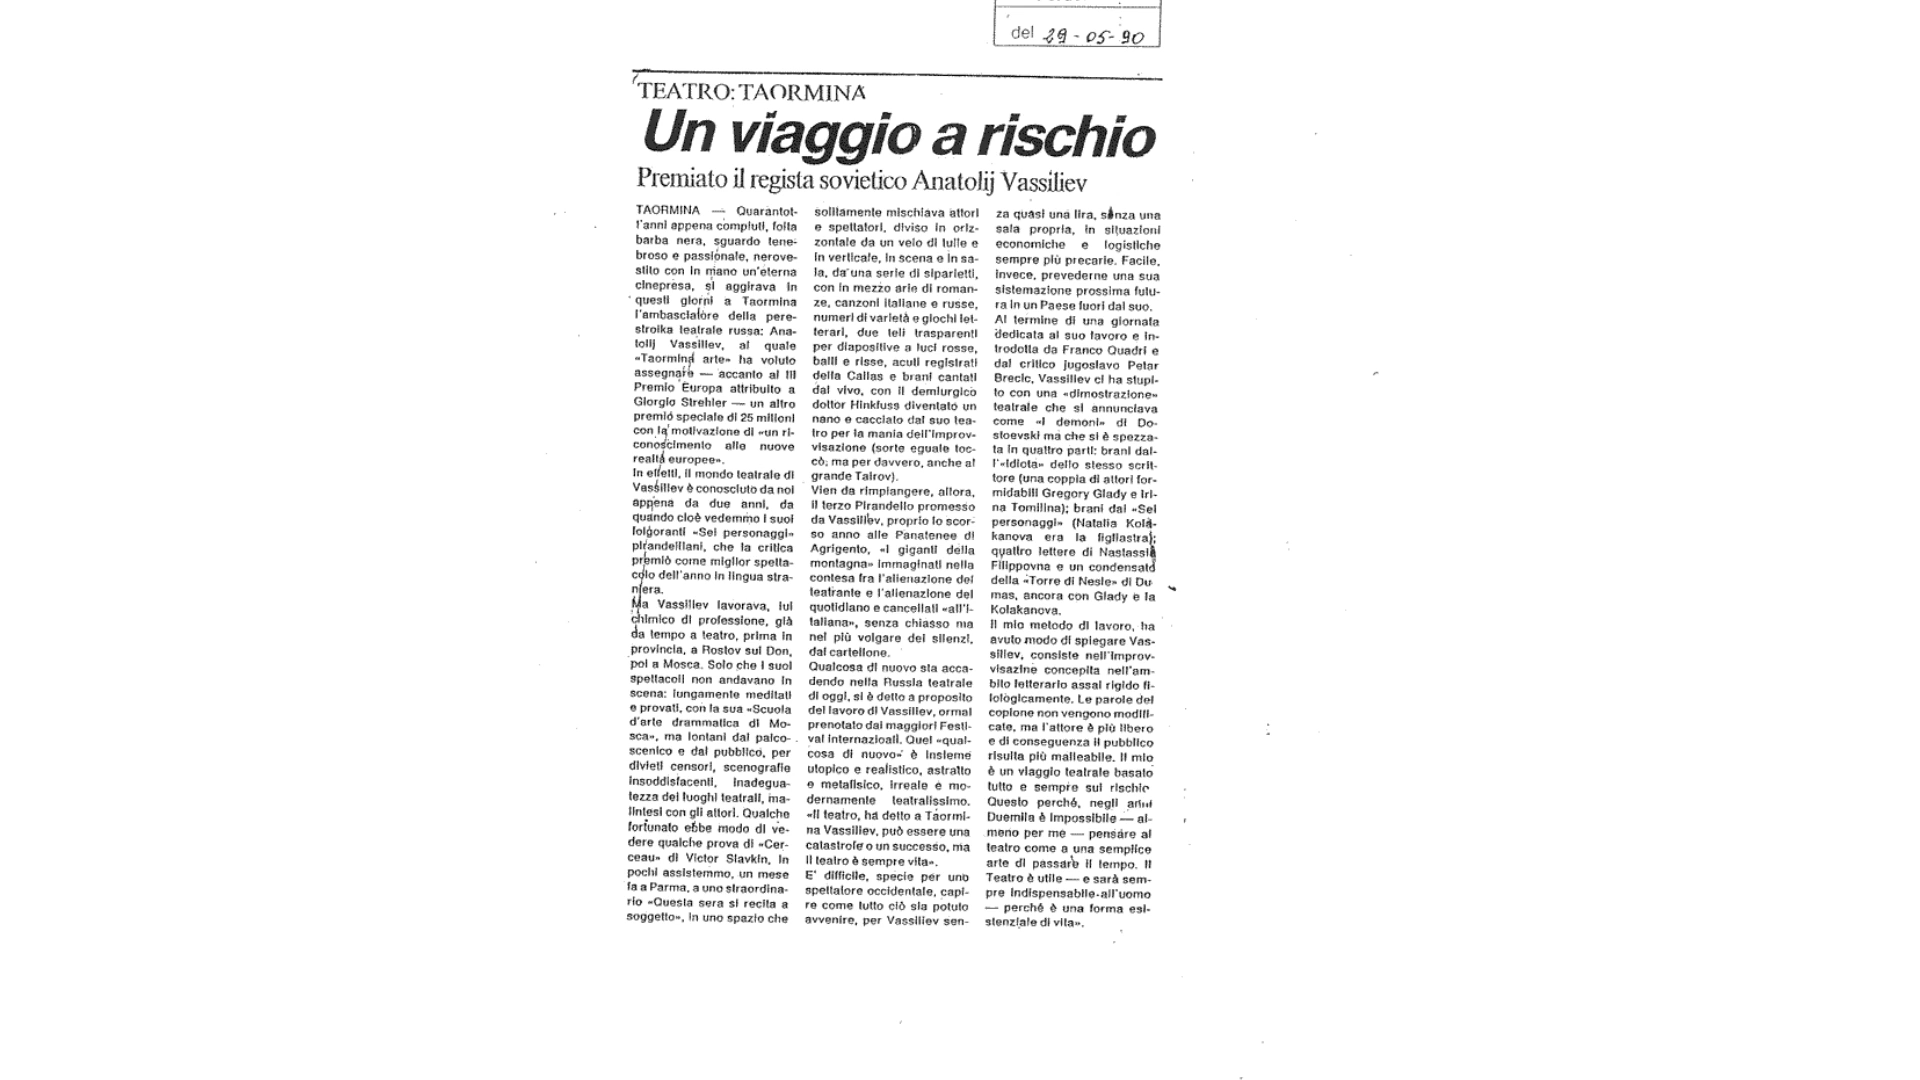 del 29-05-90
TEATRO: TAORMINA
Un viaggio a rischio
Premiato il regista sovietico Anatolij Vassiliev
TAORMINA — Quarantot-
t'anni appena compiuti, folta
barba nera, sguardo tene-
broso e passionale, nerove-
stito con in mano un'eterna
cinepresa, si aggirava in
questi giorni a Taormina
l'ambasciatore della pere-
stroika teatrale russa: Ana-
tolij Vassiliev, al quale
«Taormina arte» ha voluto
assegnare — accanto al III
Premio Europa attribuito a
Giorgio Strehler — un altro
premio speciale di 25 milioni
con la motivazione di «un ri-
conoscimento alle nuove
realtà europee».
In effetti, il mondo teatrale di
Vassiliev è conosciuto da noi
appena da due anni, da
quando cioè vedemmo i suoi
folgoranti «Sei personaggi»
pirandelliani, che la critica
premiò come miglior spetta-
colo dell'anno in lingua stra-
niera.
Ma Vassiliev lavorava, lui
chimico di professione, già
da tempo a teatro, prima in
provincia, a Rostov sul Don,
poi a Mosca. Solo che i suoi
spettacoli non andavano in
scena: lungamente meditati
e provati, con la sua «Scuola
d'arte drammatica di Mo-
sca», ma lontani dal palco-
scenico e dal pubblico, per
divieti censori, scenografie
insoddisfacenti, inadegua-
tezza dei luoghi teatrali, ma-
lintesi con gli attori. Qualche
fortunato ebbe modo di ve-
dere qualche prova di «Cer-
ceau» di Victor Slavkin, in
pochi assistemmo, un mese
fa a Parma, a uno straordina-
rio «Questa sera si recita a
soggetto», in uno spazio che
solitamente mischiava attori
e spettatori, diviso in oriz-
zontale da un velo di tulle e
in verticale, in scena e in sa-
la, da una serie di siparietti,
con in mezzo arie di roman-
ze, canzoni italiane e russe,
numeri di varietà e giochi let-
terari, due teli trasparenti
per diapositive a luci rosse,
balli e risse, acuti registrati
della Callas e brani cantati
dal vivo, con il demiurgico
dottor Hinkfuss diventato un
nano e cacciato dal suo tea-
tro per la mania dell'improv-
visazione (sorte eguale toc-
cò, ma per davvero, anche al
grande Tairov).
Vien da rimpiangere, allora,
il terzo Pirandello promesso
da Vassiliev, proprio lo scor-
so anno alle Panatenee di
Agrigento, «I giganti della
montagna» immaginati nella
contesa fra l'alienazione del
teatrante e l'alienazione del
quotidiano e cancellati «all'i-
taliana», senza chiasso ma
nel più volgare dei silenzi,
dal cartellone.
Qualcosa di nuovo sta acca-
dendo nella Russia teatrale
di oggi, si è detto a proposito
del lavoro di Vassiliev, ormai
prenotato dai maggiori Festi-
val internazioali. Quel «qual-
cosa di nuovo» è insieme
utopico e realistico, astratto
e metafisico, irreale e mo-
dernamente teatralissimo.
«Il teatro, ha detto a Taormi-
na Vassiliev, può essere una
catastrofe o un successo, ma
il teatro è sempre vita».
E' difficile, specie per uno
spettatore occidentale, capi-
re come tutto ciò sia potuto
avvenire, per Vassiliev sen-
za quasi una lira, senza una
sala propria, in situazioni
economiche e logistiche
sempre più precarie. Facile,
invece, prevederne una sua
sistemazione prossima futu-
ra in un Paese fuori dal suo.
Al termine di una giornata
dedicata al suo lavoro e in-
trodotta da Franco Quadri e
dal critico jugoslavo Petar
Brecic, Vassiliev ci ha stupi-
to con una «dimostrazione»
teatrale che si annunciava
come «I demoni» di Do-
stoevski ma che si è spezza-
ta in quattro parti: brani dal-
l'«Idiota» dello stesso scrit-
tore (una coppia di attori for-
midabili Gregory Glady e Iri-
na Tomilina); brani dai «Sei
personaggi» (Natalia Kola-
kanova era la figliastra);
quattro lettere di Nastassia
Filippovna e un condensato
della «Torre di Nesle» di Du
mas, ancora con Glady e la
Kolakanova.
Il mio metodo di lavoro, ha
avuto modo di spiegare Vas-
siliev, consiste nell'improv-
visazine concepita nell'am-
bito letterario assai rigido fi-
lologicamente. Le parole del
copione non vengono modifi-
cate, ma l'attore è più libero
e di conseguenza il pubblico
risulta più malleabile. Il mio
è un viaggio teatrale basato
tutto e sempre sul rischio
Questo perché, negli anni
Duemila è impossibile — al-
meno per me — pensare al
teatro come a una semplice
arte di passare il tempo. Il
Teatro è utile — e sarà sem-
pre indispensabile all'uomo
— perché è una forma esi-
stenziale di vita».